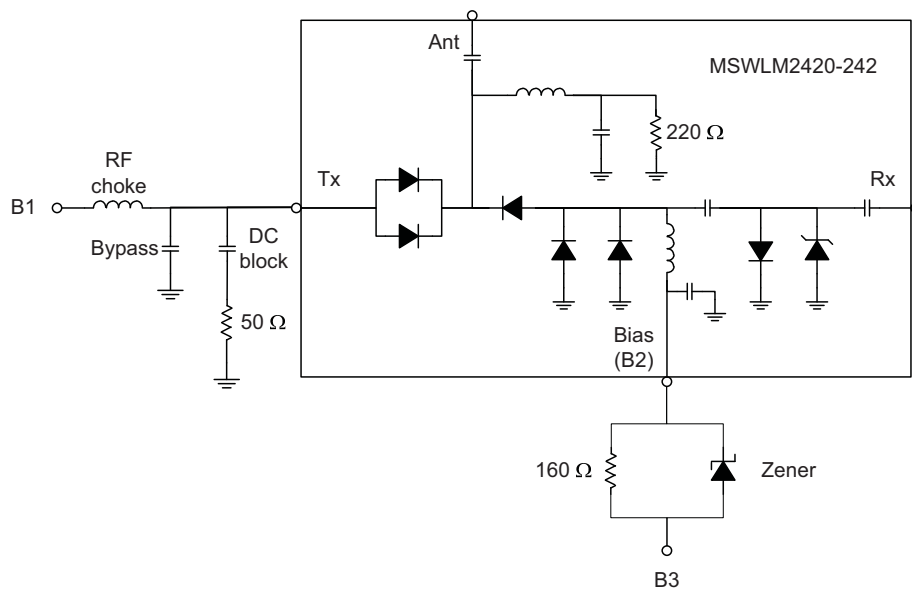 Ant
MSWLM2420-242
220 Ω
RF
choke
Tx
Rx
B1
Bypass
DC
block
50 Ω
Bias
(B2)
160 Ω
Zener
B3